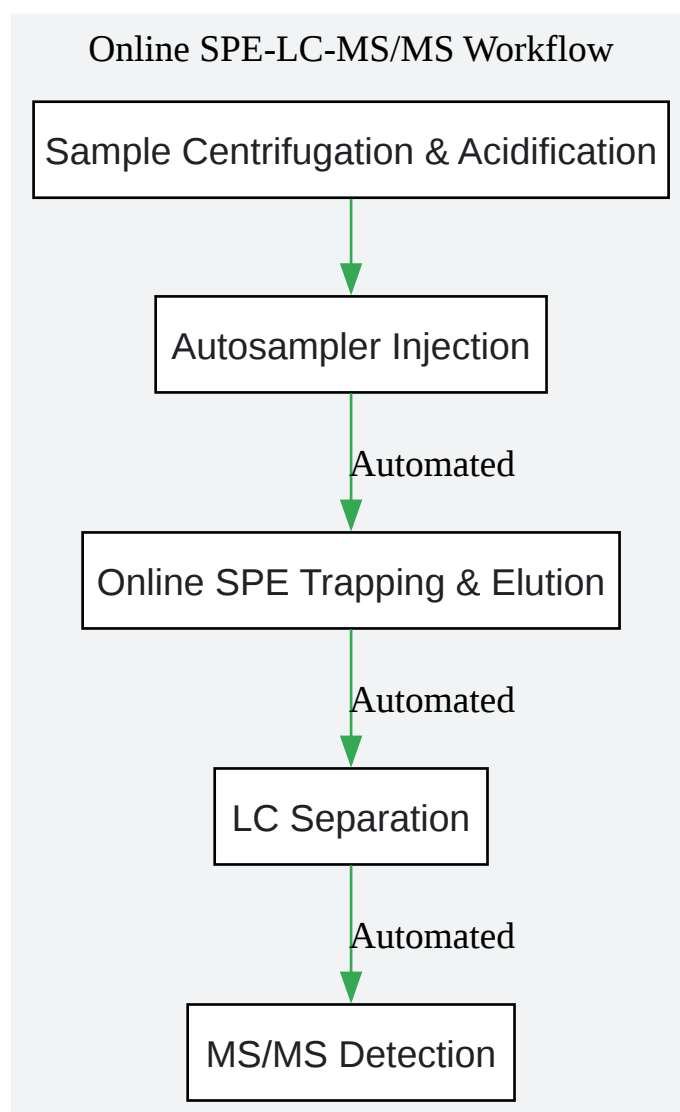 Online SPE-LC-MS/MS Workflow
Sample Centrifugation & Acidification
Autosampler Injection
Automated
Online SPE Trapping & Elution
Automated
LC Separation
Automated
MS/MS Detection